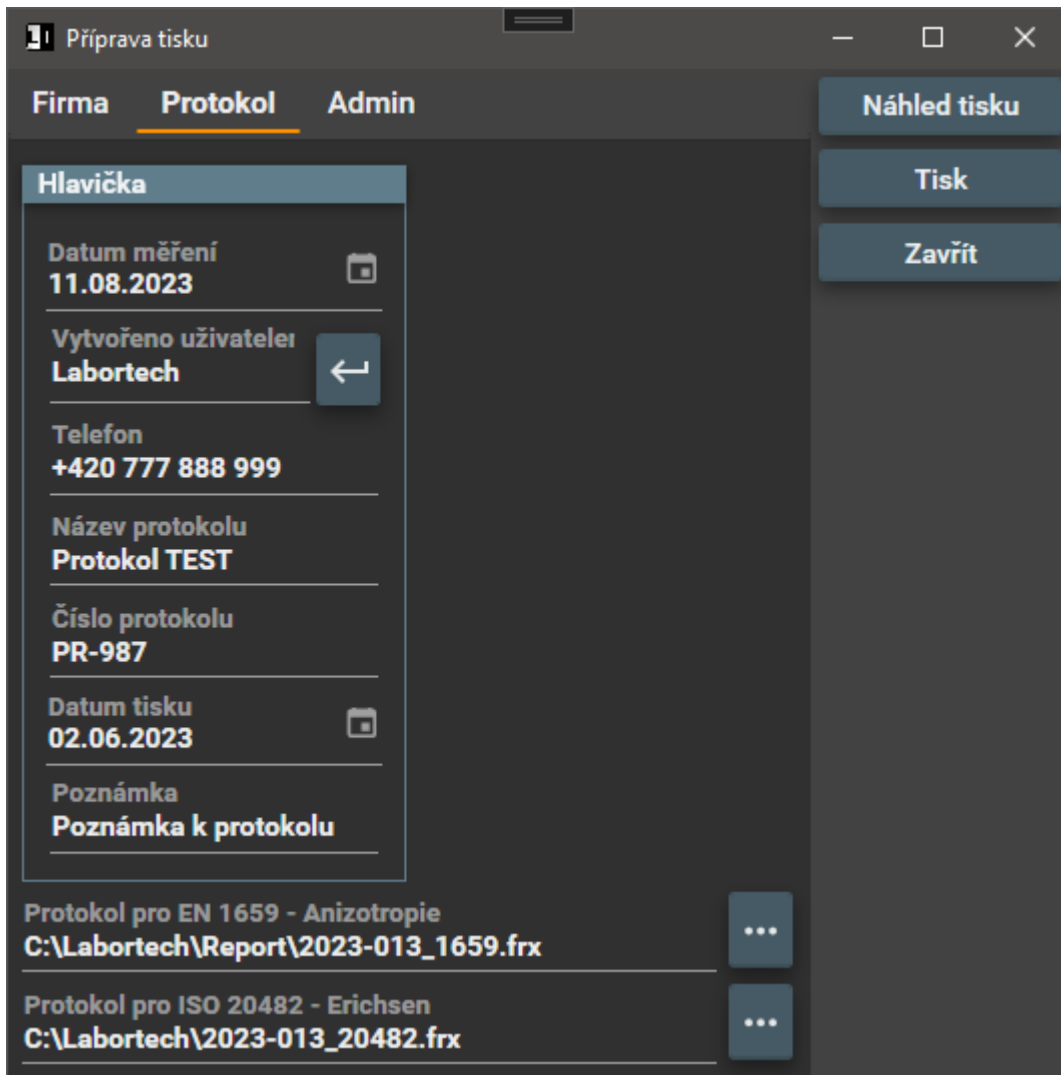 Příprava tisku
Firma Protokol Admin
Náhled tisku
Tisk
Zavřít
Hlavička
Datum měření
11.08.2023
Vytvořeno uživateler
Labortech
Telefon
+420 777 888 999
Název protokolu
Protokol TEST
Číslo protokolu
PR-987
Datum tisku
02.06.2023
Poznámka
Poznámka k protokolu
Protokol pro EN 1659 - Anizotropie
C:\Labortech\Report\2023-013_1659.frx
Protokol pro ISO 20482 - Erichsen
C:\Labortech\2023-013_20482.frx